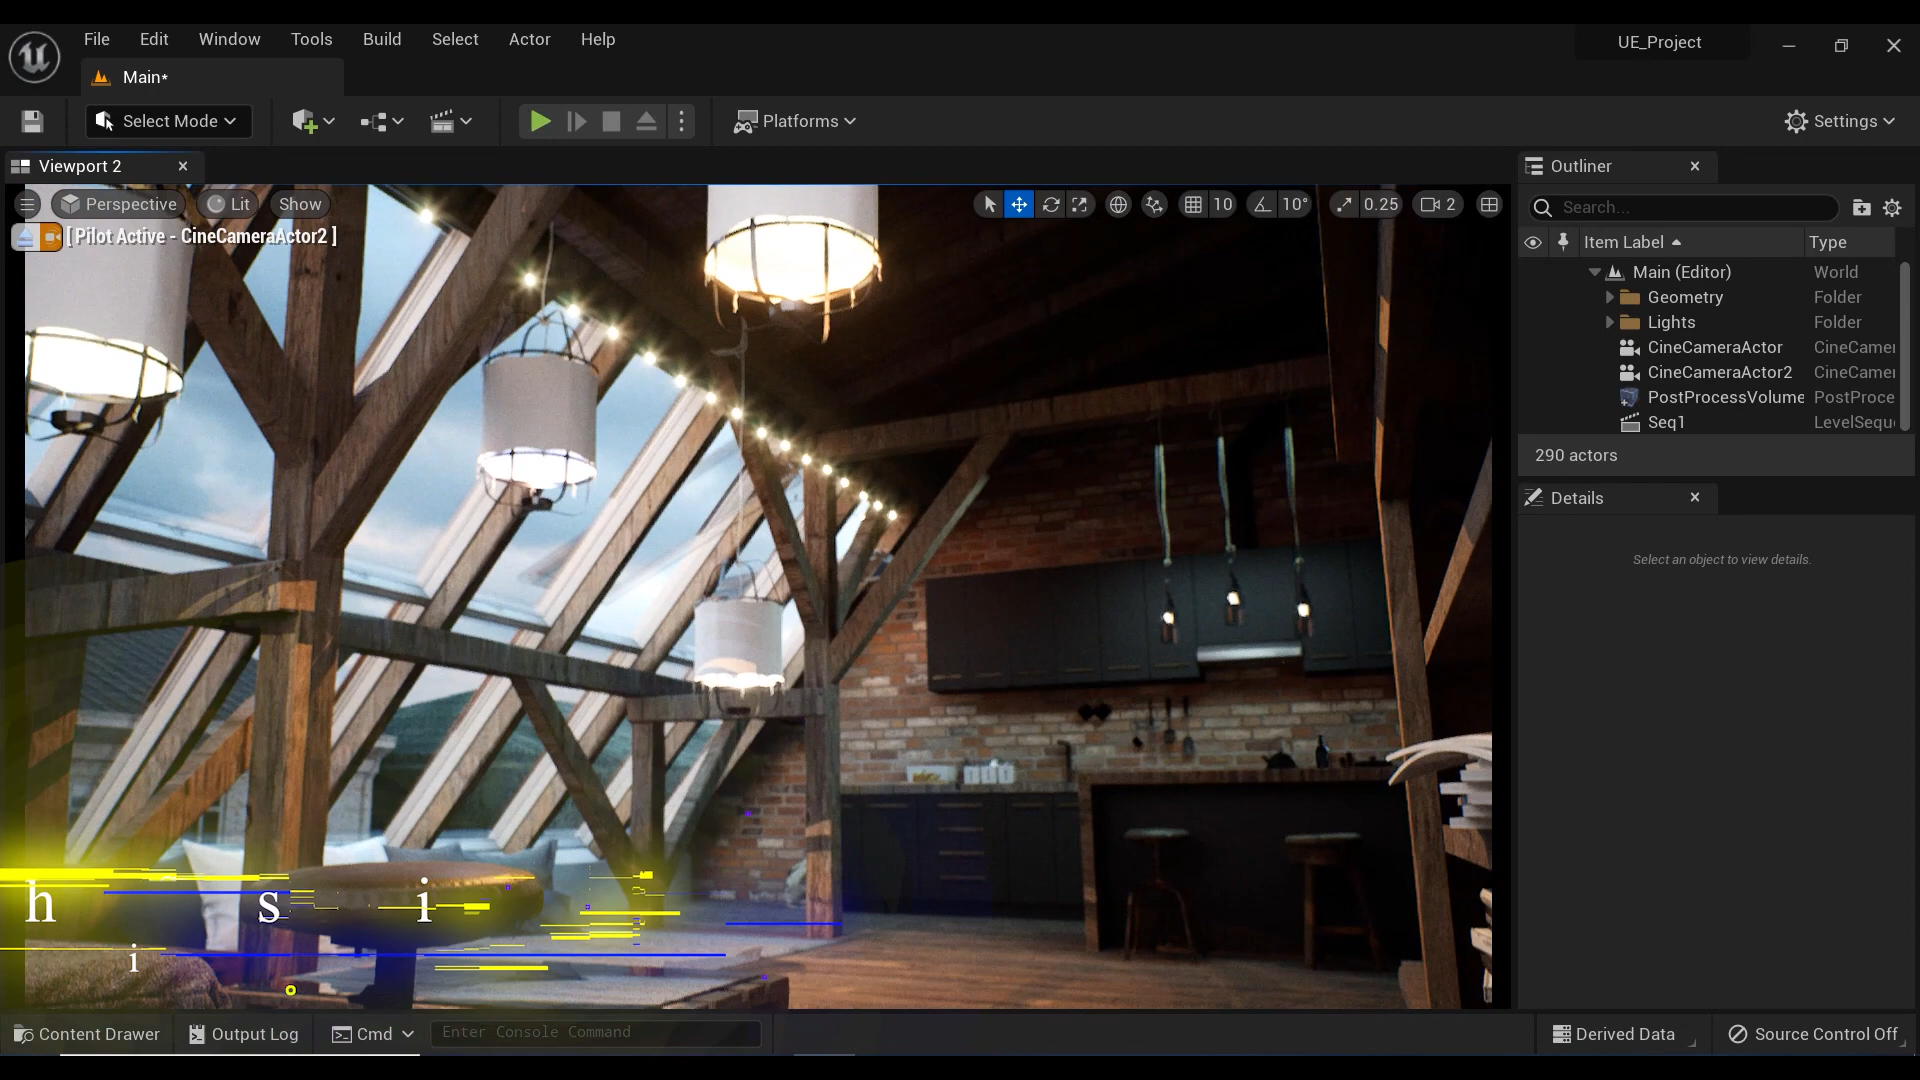 File Edit Window Tools Build Select Actor Help
UE_Project
Main*
Select Mode
Platforms
Settings
Viewport 2
Perspective Lit Show
10 10° 0.25 2
[ Pilot Active - CineCameraActor2 ]
Outliner
Search...
Item Label Type
Main (Editor) World
Geometry Folder
Lights Folder
CineCameraActor CineCamer
CineCameraActor2 CineCamer
PostProcessVolume PostProce
Seq1 LevelSequ
290 actors
Details
Select an object to view details.
h s i
i
Content Drawer Output Log Cmd Enter Console Command Derived Data Source Control Off